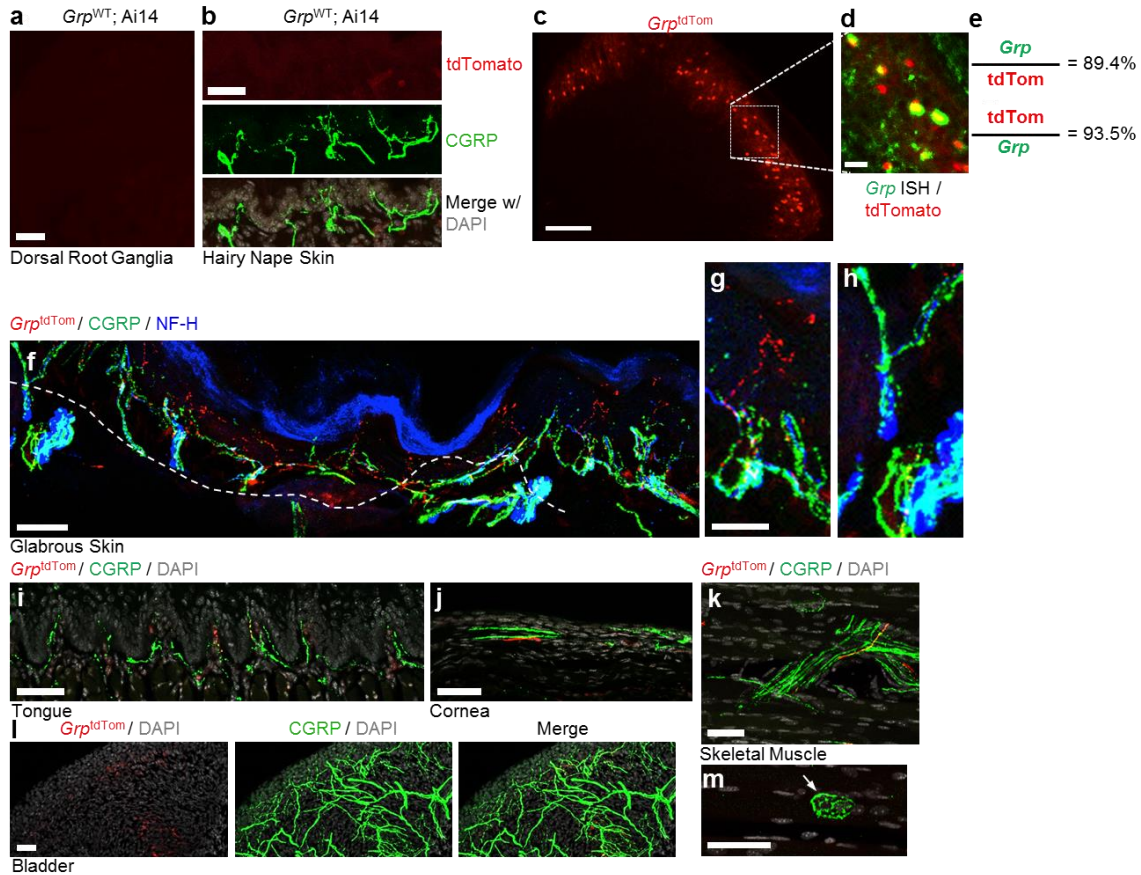 a
Grp^WT; Ai14
Dorsal Root Ganglia
b
Grp^WT; Ai14
tdTomato
CGRP
Merge w/
DAPI
Hairy Nape Skin
c
Grp^tdTom
d
Grp ISH /
tdTomato
e
Grp
tdTom
= 89.4%
tdTom
Grp
= 93.5%
Grp^tdTom / CGRP / NF-H
f
Glabrous Skin
g
h
Grp^tdTom / CGRP / DAPI
i
Tongue
j
Cornea
Grp^tdTom / CGRP / DAPI
k
Skeletal Muscle
l
Grp^tdTom / DAPI
CGRP / DAPI
Merge
Bladder
m